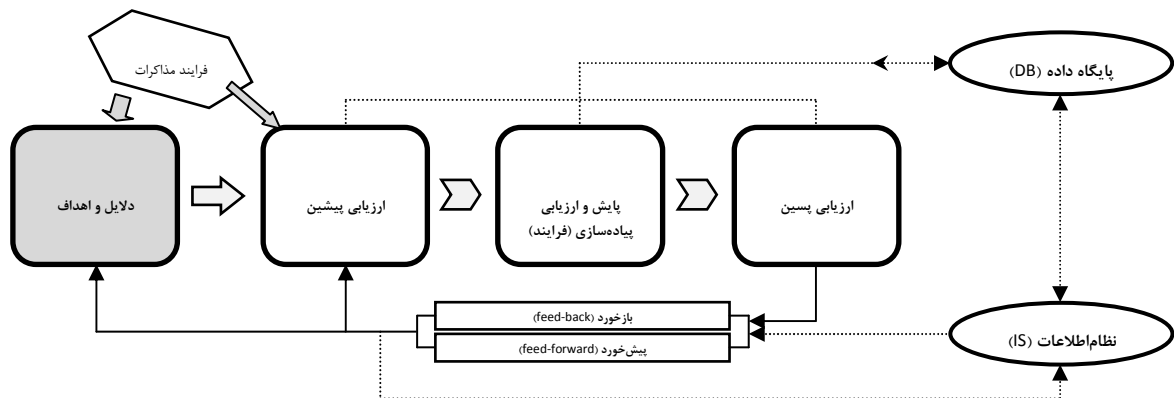 فرایند مذاکرات
پایگاه داده (DB)
دلایل و اهداف
ارزیابی پیشین
پایش و ارزیابی
پیاده‌سازی (فرایند)
ارزیابی پسین
بازخورد (feed-back)
پیش‌خورد (feed-forward)
نظام‌اطلاعات (IS)